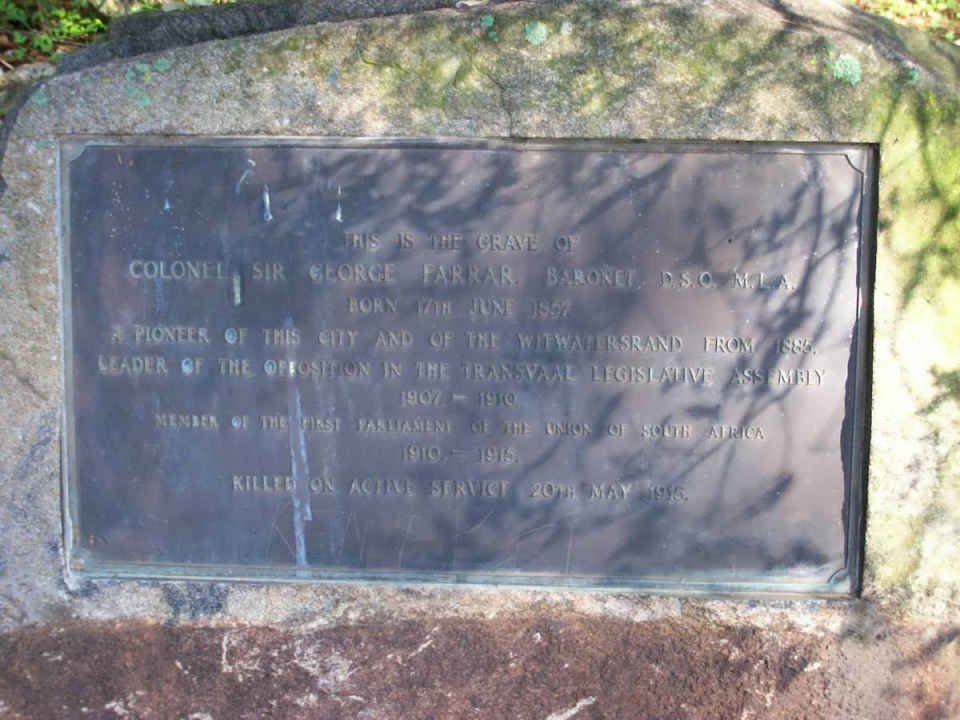 THIS IS THE GRAVE OF
COLONEL SIR GEORGE FARRAR, BARONET, D.S.O. M.L.A.
BORN 17TH JUNE 1857
A PIONEER OF THIS CITY AND OF THE WITWATERSRAND FROM 1885.
LEADER OF THE OPPOSITION IN THE TRANSVAAL LEGISLATIVE ASSEMBLY
1907 — 1910
MEMBER OF THE FIRST PARLIAMENT OF THE UNION OF SOUTH AFRICA
1910. — 1915.
KILLED ON ACTIVE SERVICE 20TH MAY 1915.